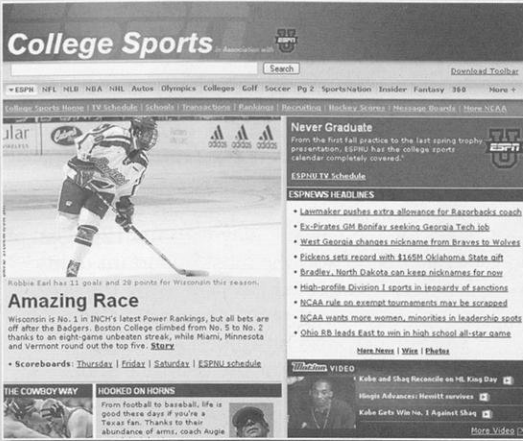 College Sports in Association with ESPN U
Search
Download Toolbar
ESPN NFL MLB NBA NHL Autos Olympics Colleges Golf Soccer Pg 2 SportsNation Insider Fantasy 360 More +
College Sports Home | TV Schedule | Schools | Transactions | Rankings | Recruiting | Hockey Scores | Message Boards | More NCAA
ular
adidas adidas adidas
Robbie Earl has 11 goals and 28 points for Wisconsin this season.
Amazing Race
Wisconsin is No. 1 in INCH's latest Power Rankings, but all bets are
off after the Badgers. Boston College climbed from No. 5 to No. 2
thanks to an eight-game unbeaten streak, while Miami, Minnesota
and Vermont round out the top five. Story
• Scoreboards: Thursday | Friday | Saturday | ESPNU schedule
THE COWBOY WAY
HOOKED ON HORNS
From football to baseball, life is
good these days if you're a
Texas fan. Thanks to their
abundance of arms, coach Augie
Never Graduate
From the first fall practice to the last spring trophy
presentation, ESPNU has the college sports
calendar completely covered."
ESPNU TV Schedule
ESPN
ESPNEWS HEADLINES
• Lawmaker pushes extra allowance for Razorbacks coach
• Ex-Pirates GM Bonifay seeking Georgia Tech job
• West Georgia changes nickname from Braves to Wolves
• Pickens sets record with $165M Oklahoma State gift
• Bradley, North Dakota can keep nicknames for now
• High-profile Division I sports in jeopardy of sanctions
• NCAA rule on exempt tournaments may be scrapped
• NCAA wants more women, minorities in leadership spots
• Ohio RB leads East to win in high school all-star game
More News | Wire | Photos
Motion VIDEO
Kobe and Shaq Reconcile on ML King Day
Hingis Advances: Hewitt survives
Kobe Gets Win No. 1 Against Shaq
More Video